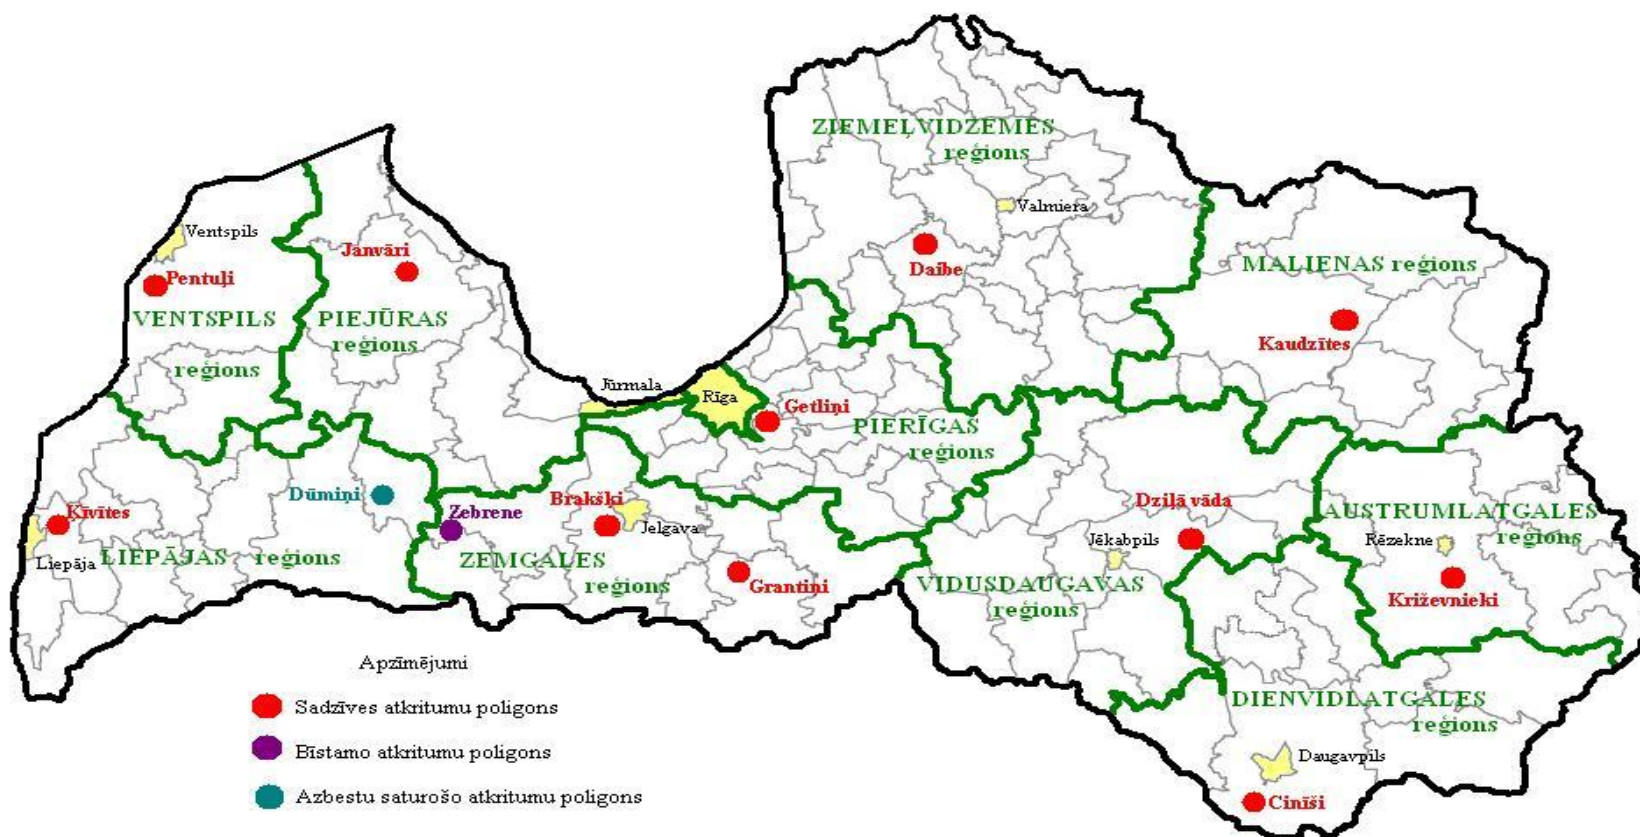 ZIEMEĻVIDZEMES
reģions
Valmiera
Ventspils
Janvāri
Daibe
MALIENAS reģions
Pentuļi
VENTSPILS
reģions
PIEJŪRAS
reģions
Kaudzītes
Jūrmala
Rīga
Getliņi
PIERĪGAS
reģions
Dūmiņi
Ķīvītes
Liepāja
LIEPĀJAS reģions
Zebrene
Brakšķi
Jelgava
ZEMGALES
reģions
Grantiņi
Dziļā vāda
Jēkabpils
VIDUSDAUGAVAS
reģions
AUSTRUMLATGALES
reģions
Rēzekne
Križevnieki
DIENVIDLATGALES
reģions
Daugavpils
Cinīši
Apzīmējumi
Sadzīves atkritumu poligons
Bīstamo atkritumu poligons
Azbestu saturošo atkritumu poligons